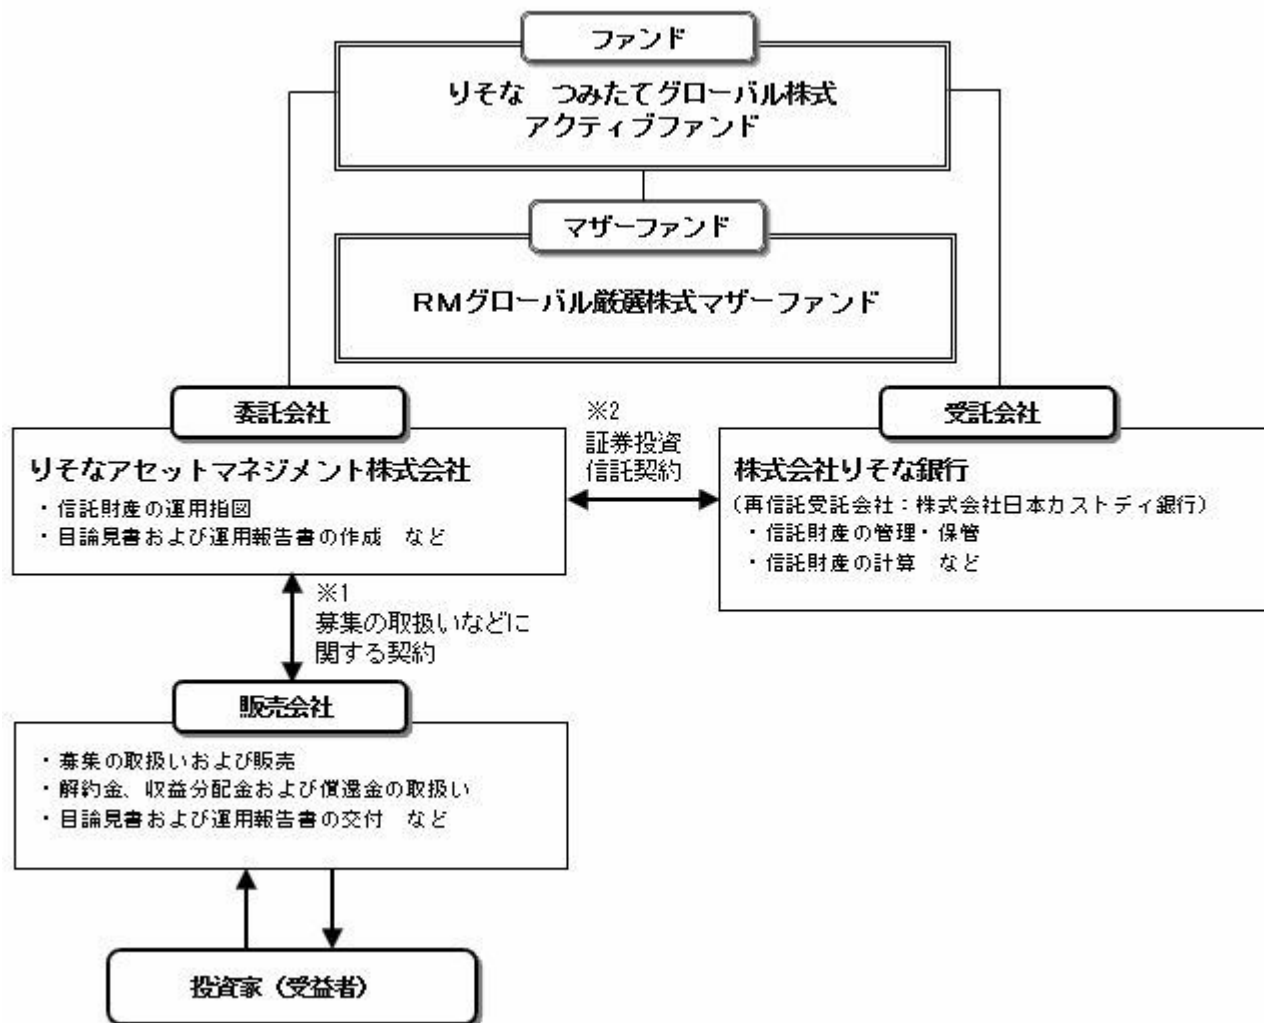 ファンド
りそな　つみたてグローバル株式
アクティブファンド
マザーファンド
ＲＭグローバル厳選株式マザーファンド
委託会社
りそなアセットマネジメント株式会社
・信託財産の運用指図
・目論見書および運用報告書の作成　など
※2
証券投資
信託契約
受託会社
株式会社りそな銀行
（再信託受託会社：株式会社日本カストディ銀行）
・信託財産の管理・保管
・信託財産の計算　など
※1
募集の取扱いなどに
関する契約
販売会社
・募集の取扱いおよび販売
・解約金、収益分配金および償還金の取扱い
・目論見書および運用報告書の交付　など
投資家（受益者）